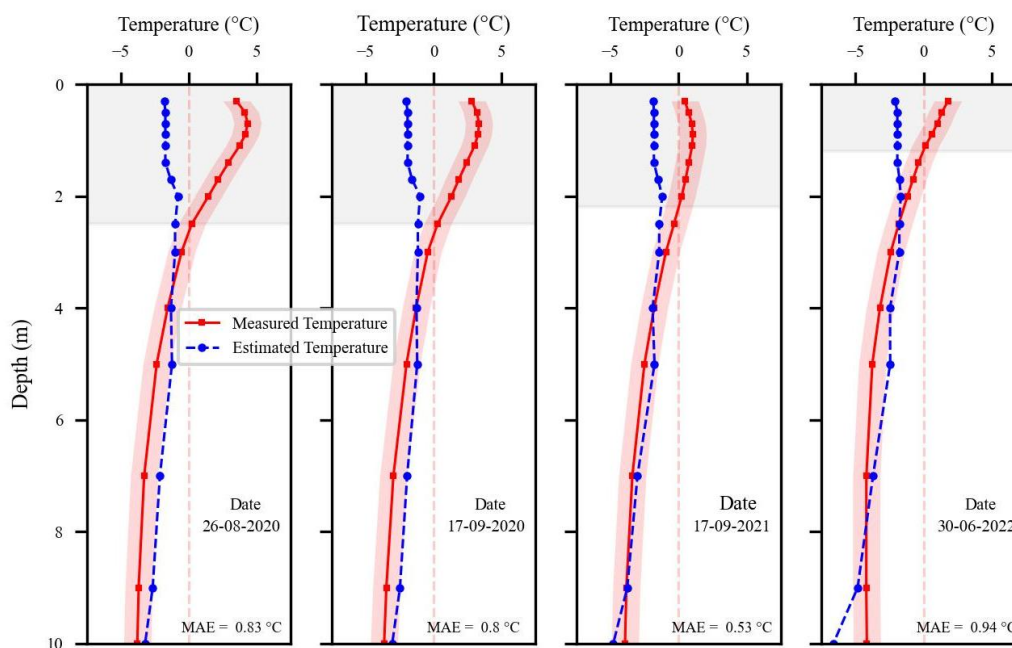 Temperature (°C) Temperature (°C) Temperature (°C) Temperature (°C)
−5 0 5 −5 0 5 −5 0 5 −5 0 5
0
2
4
6
8
10
Depth (m)
Measured Temperature
Estimated Temperature
Date Date Date Date
26-08-2020 17-09-2020 17-09-2021 30-06-2022
MAE = 0.83 °C MAE = 0.8 °C MAE = 0.53 °C MAE = 0.94 °C